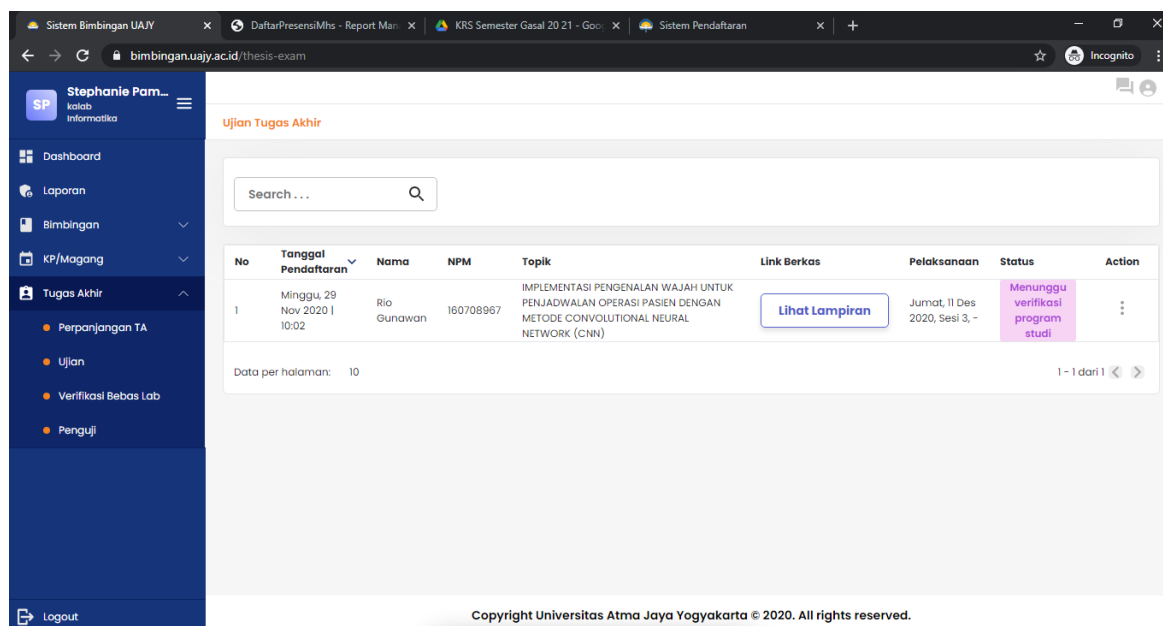 Sistem Bimbingan UAJY
DaftarPresensiMhs - Report Man
KRS Semester Gasal 20 21 - Goog
Sistem Pendaftaran
bimbingan.uajy.ac.id/thesis-exam
Incognito
SP
Stephanie Pam...
kalab
Informatika
Dashboard
Laporan
Bimbingan
KP/Magang
Tugas Akhir
Perpanjangan TA
Ujian
Verifikasi Bebas Lab
Penguji
Logout
Ujian Tugas Akhir
Search . . .
No
Tanggal
Pendaftaran
Nama
NPM
Topik
Link Berkas
Pelaksanaan
Status
Action
1
Minggu, 29
Nov 2020 |
10:02
Rio
Gunawan
160708967
IMPLEMENTASI PENGENALAN WAJAH UNTUK
PENJADWALAN OPERASI PASIEN DENGAN
METODE CONVOLUTIONAL NEURAL
NETWORK (CNN)
Lihat Lampiran
Jumat, 11 Des
2020, Sesi 3, -
Menunggu
verifikasi
program
studi
Data per halaman: 10
1 - 1 dari 1
Copyright Universitas Atma Jaya Yogyakarta © 2020. All rights reserved.